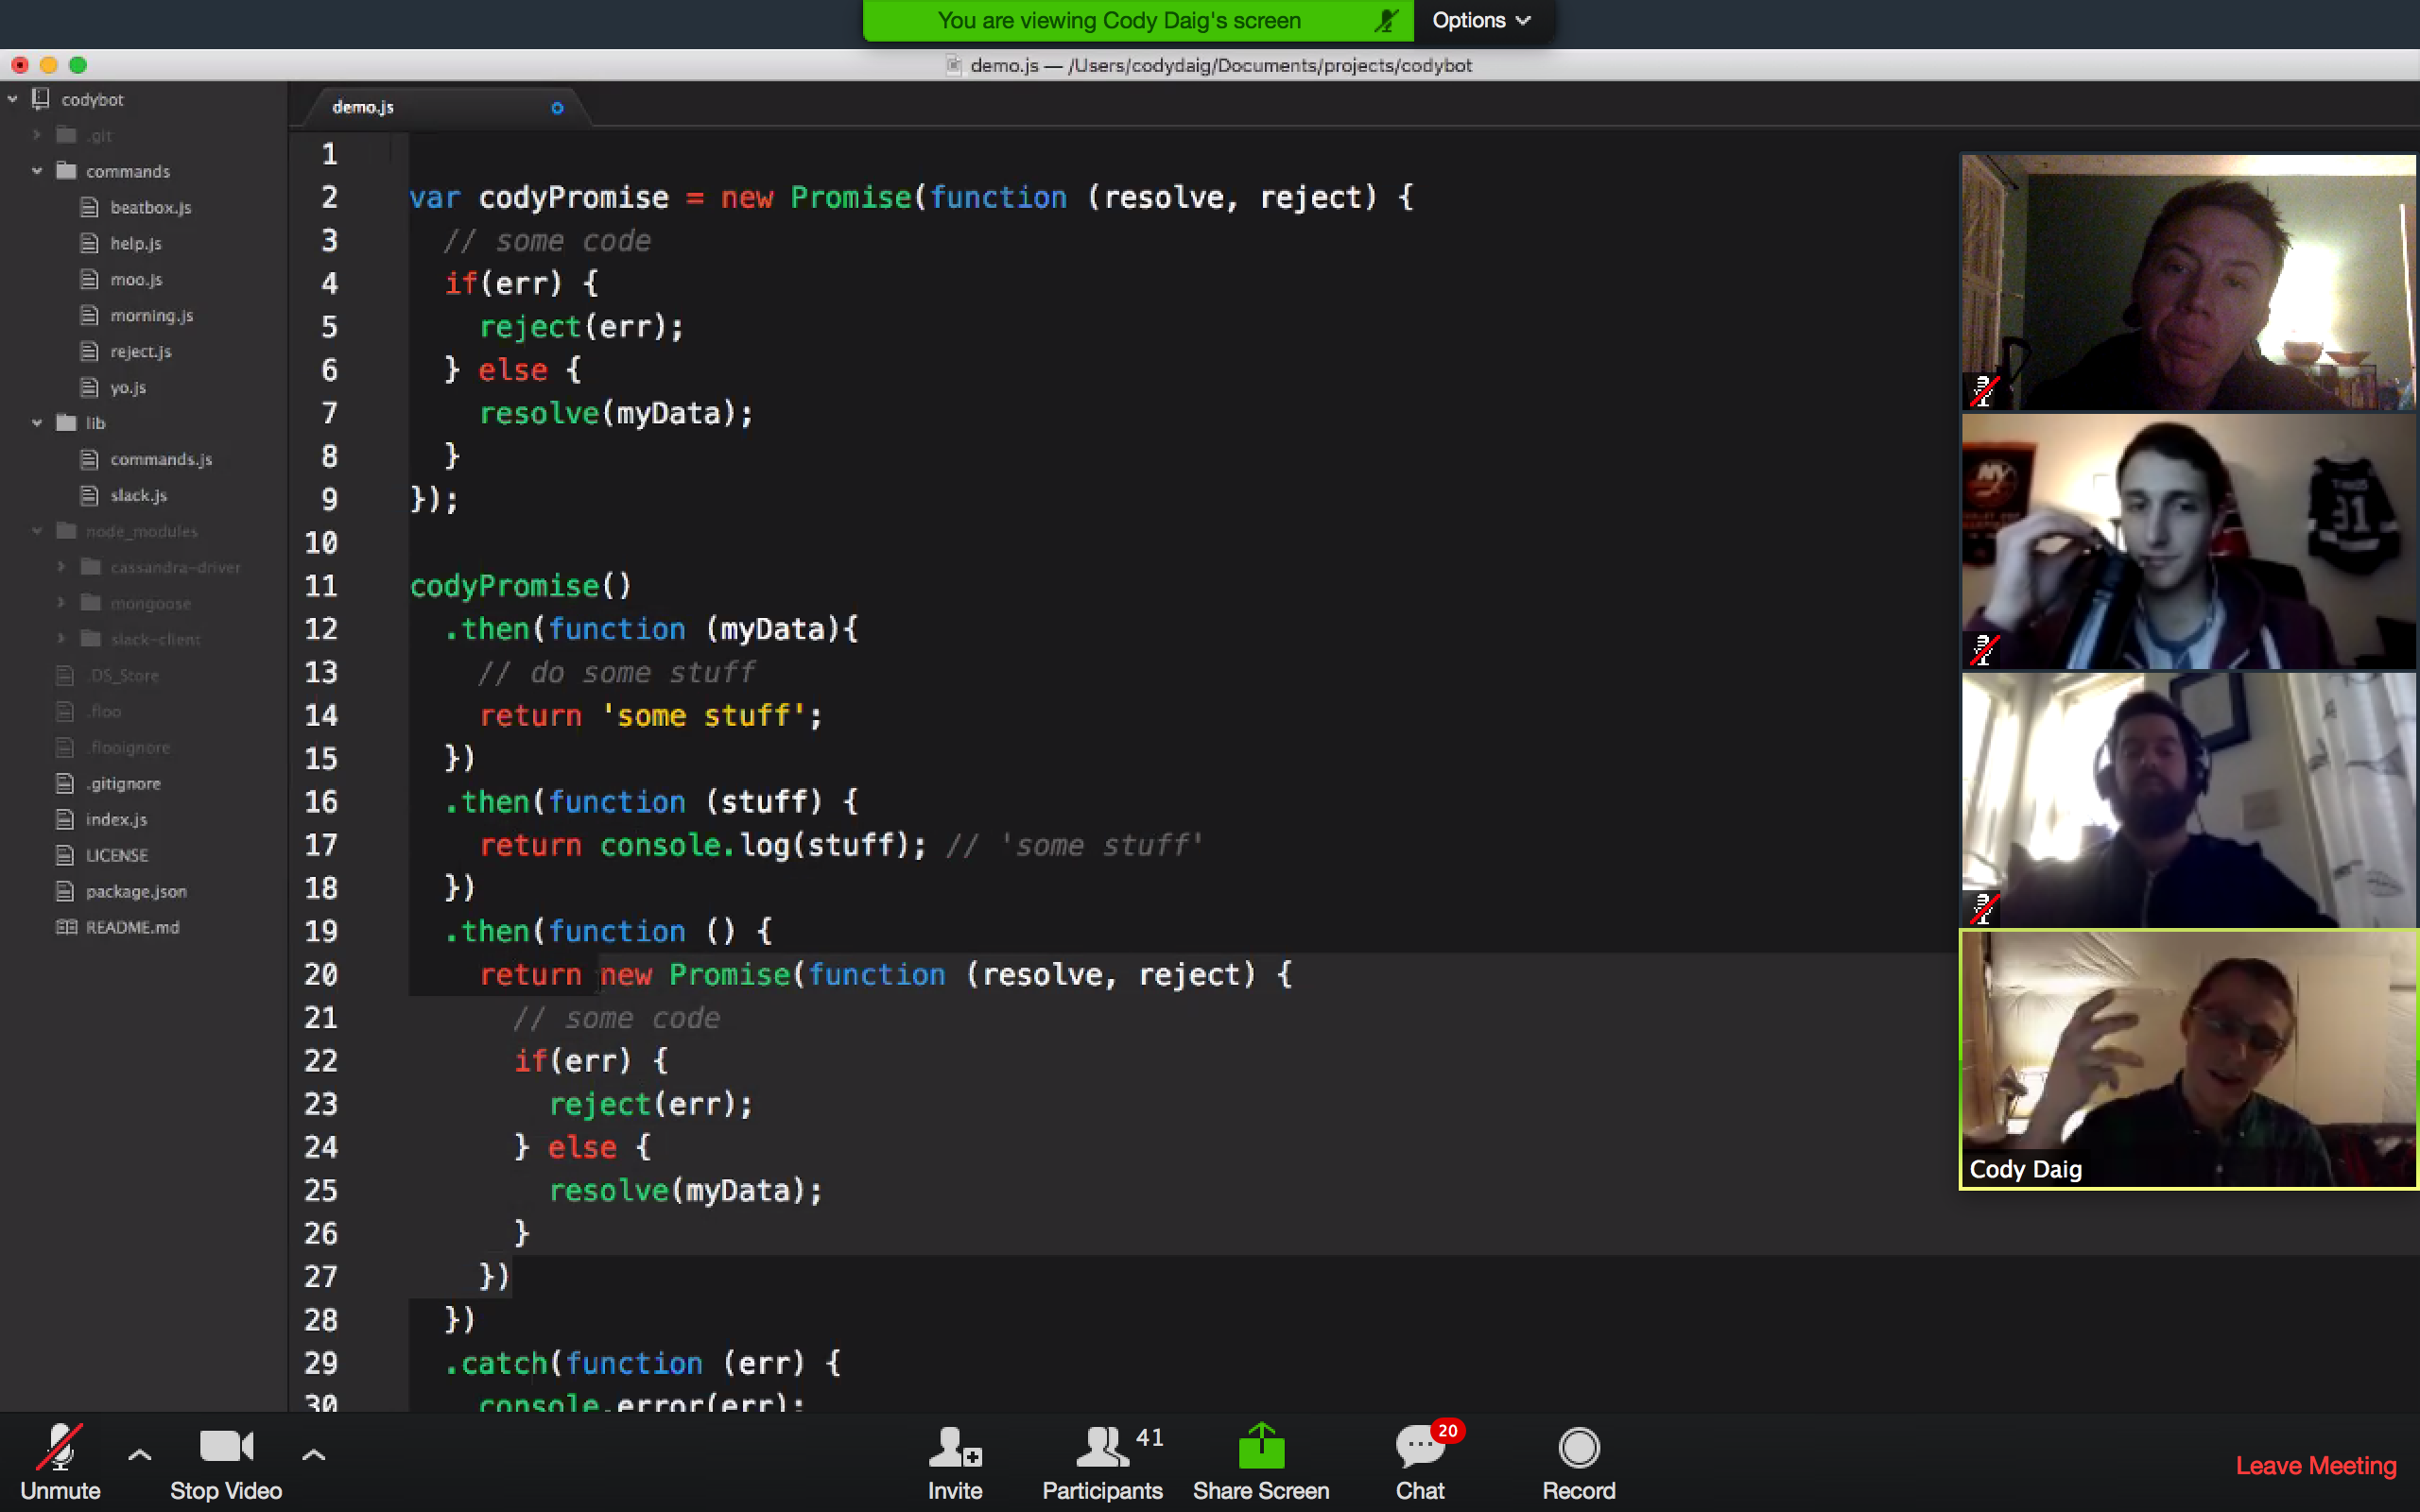 You are viewing Cody Daig's screen
Options
demo.js — /Users/codydaig/Documents/projects/codybot
codybot
.git
commands
beatbox.js
help.js
moo.js
morning.js
reject.js
yo.js
lib
commands.js
slack.js
node_modules
cassandra-driver
mongoose
slack-client
.DS_Store
.floo
.flooignore
.gitignore
index.js
LICENSE
package.json
README.md
demo.js
1
2 var codyPromise = new Promise(function (resolve, reject) {
3 // some code
4 if(err) {
5 reject(err);
6 } else {
7 resolve(myData);
8 }
9 });
10
11 codyPromise()
12 .then(function (myData){
13 // do some stuff
14 return 'some stuff';
15 })
16 .then(function (stuff) {
17 return console.log(stuff); // 'some stuff'
18 })
19 .then(function () {
20 return new Promise(function (resolve, reject) {
21 // some code
22 if(err) {
23 reject(err);
24 } else {
25 resolve(myData);
26 }
27 })
28 })
29 .catch(function (err) {
30 console.error(err);
NY
31
Cody Daig
Unmute
Stop Video
Invite
41
Participants
Share Screen
20
Chat
Record
Leave Meeting